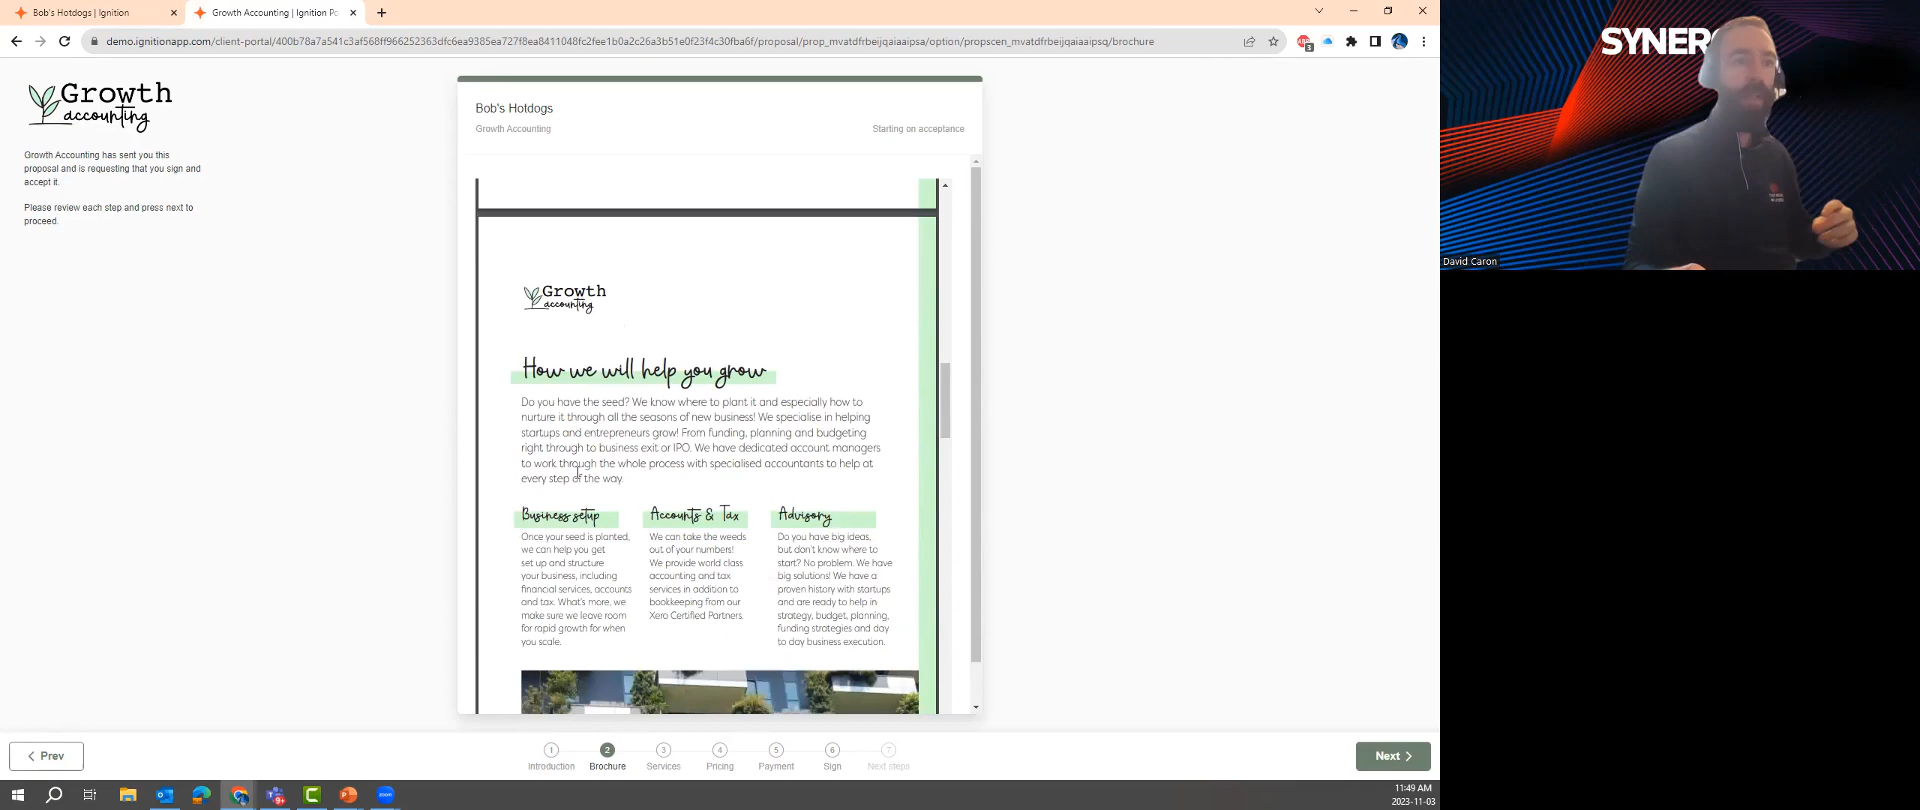 Bob's Hotdogs | Ignition
Growth Accounting | Ignition Po
demo.ignitionapp.com/client-portal/400b78a7a541c3af568ff966252363dfc6ea9385ea727f8ea8411048fc2fee1b0a2c26a3b51e0f23f4c30fba6f/proposal/prop_mvatdfrbeijqaiaaipsa/option/propscen_mvatdfrbeijqaiaaipsq/brochure
Growth
accounting
Growth Accounting has sent you this
proposal and is requesting that you sign and
accept it.
Please review each step and press next to
proceed.
Bob's Hotdogs
Growth Accounting
Starting on acceptance
Growth
accounting
How we will help you grow
Do you have the seed? We know where to plant it and especially how to
nurture it through all the seasons of new business! We specialise in helping
startups and entrepreneurs grow! From funding, planning and budgeting
right through to business exit or IPO. We have dedicated account managers
to work through the whole process with specialised accountants to help at
every step of the way.
Business setup
Once your seed is planted,
we can help you get
set up and structure
your business, including
financial services, accounts
and tax. What's more, we
make sure we leave room
for rapid growth for when
you scale.
Accounts & Tax
We can take the weeds
out of your numbers!
We provide world class
accounting and tax
services in addition to
bookkeeping from our
Xero Certified Partners.
Advisory
Do you have big ideas,
but don't know where to
start? No problem. We have
big solutions! We have a
proven history with startups
and are ready to help in
strategy, budget, planning,
funding strategies and day
to day business execution.
Prev
1
2
3
4
5
6
7
Introduction
Brochure
Services
Pricing
Payment
Sign
Next steps
Next
11:49 AM
2023-11-03
SYNER
David Caron